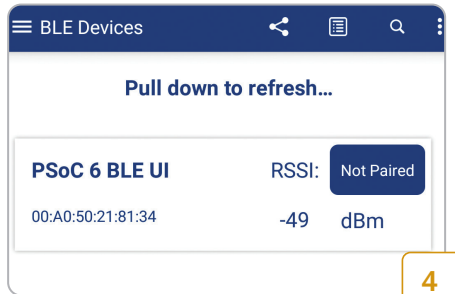 BLE Devices
Pull down to refresh...
PSoC 6 BLE UI RSSI: Not Paired
00:A0:50:21:81:34 -49 dBm
4